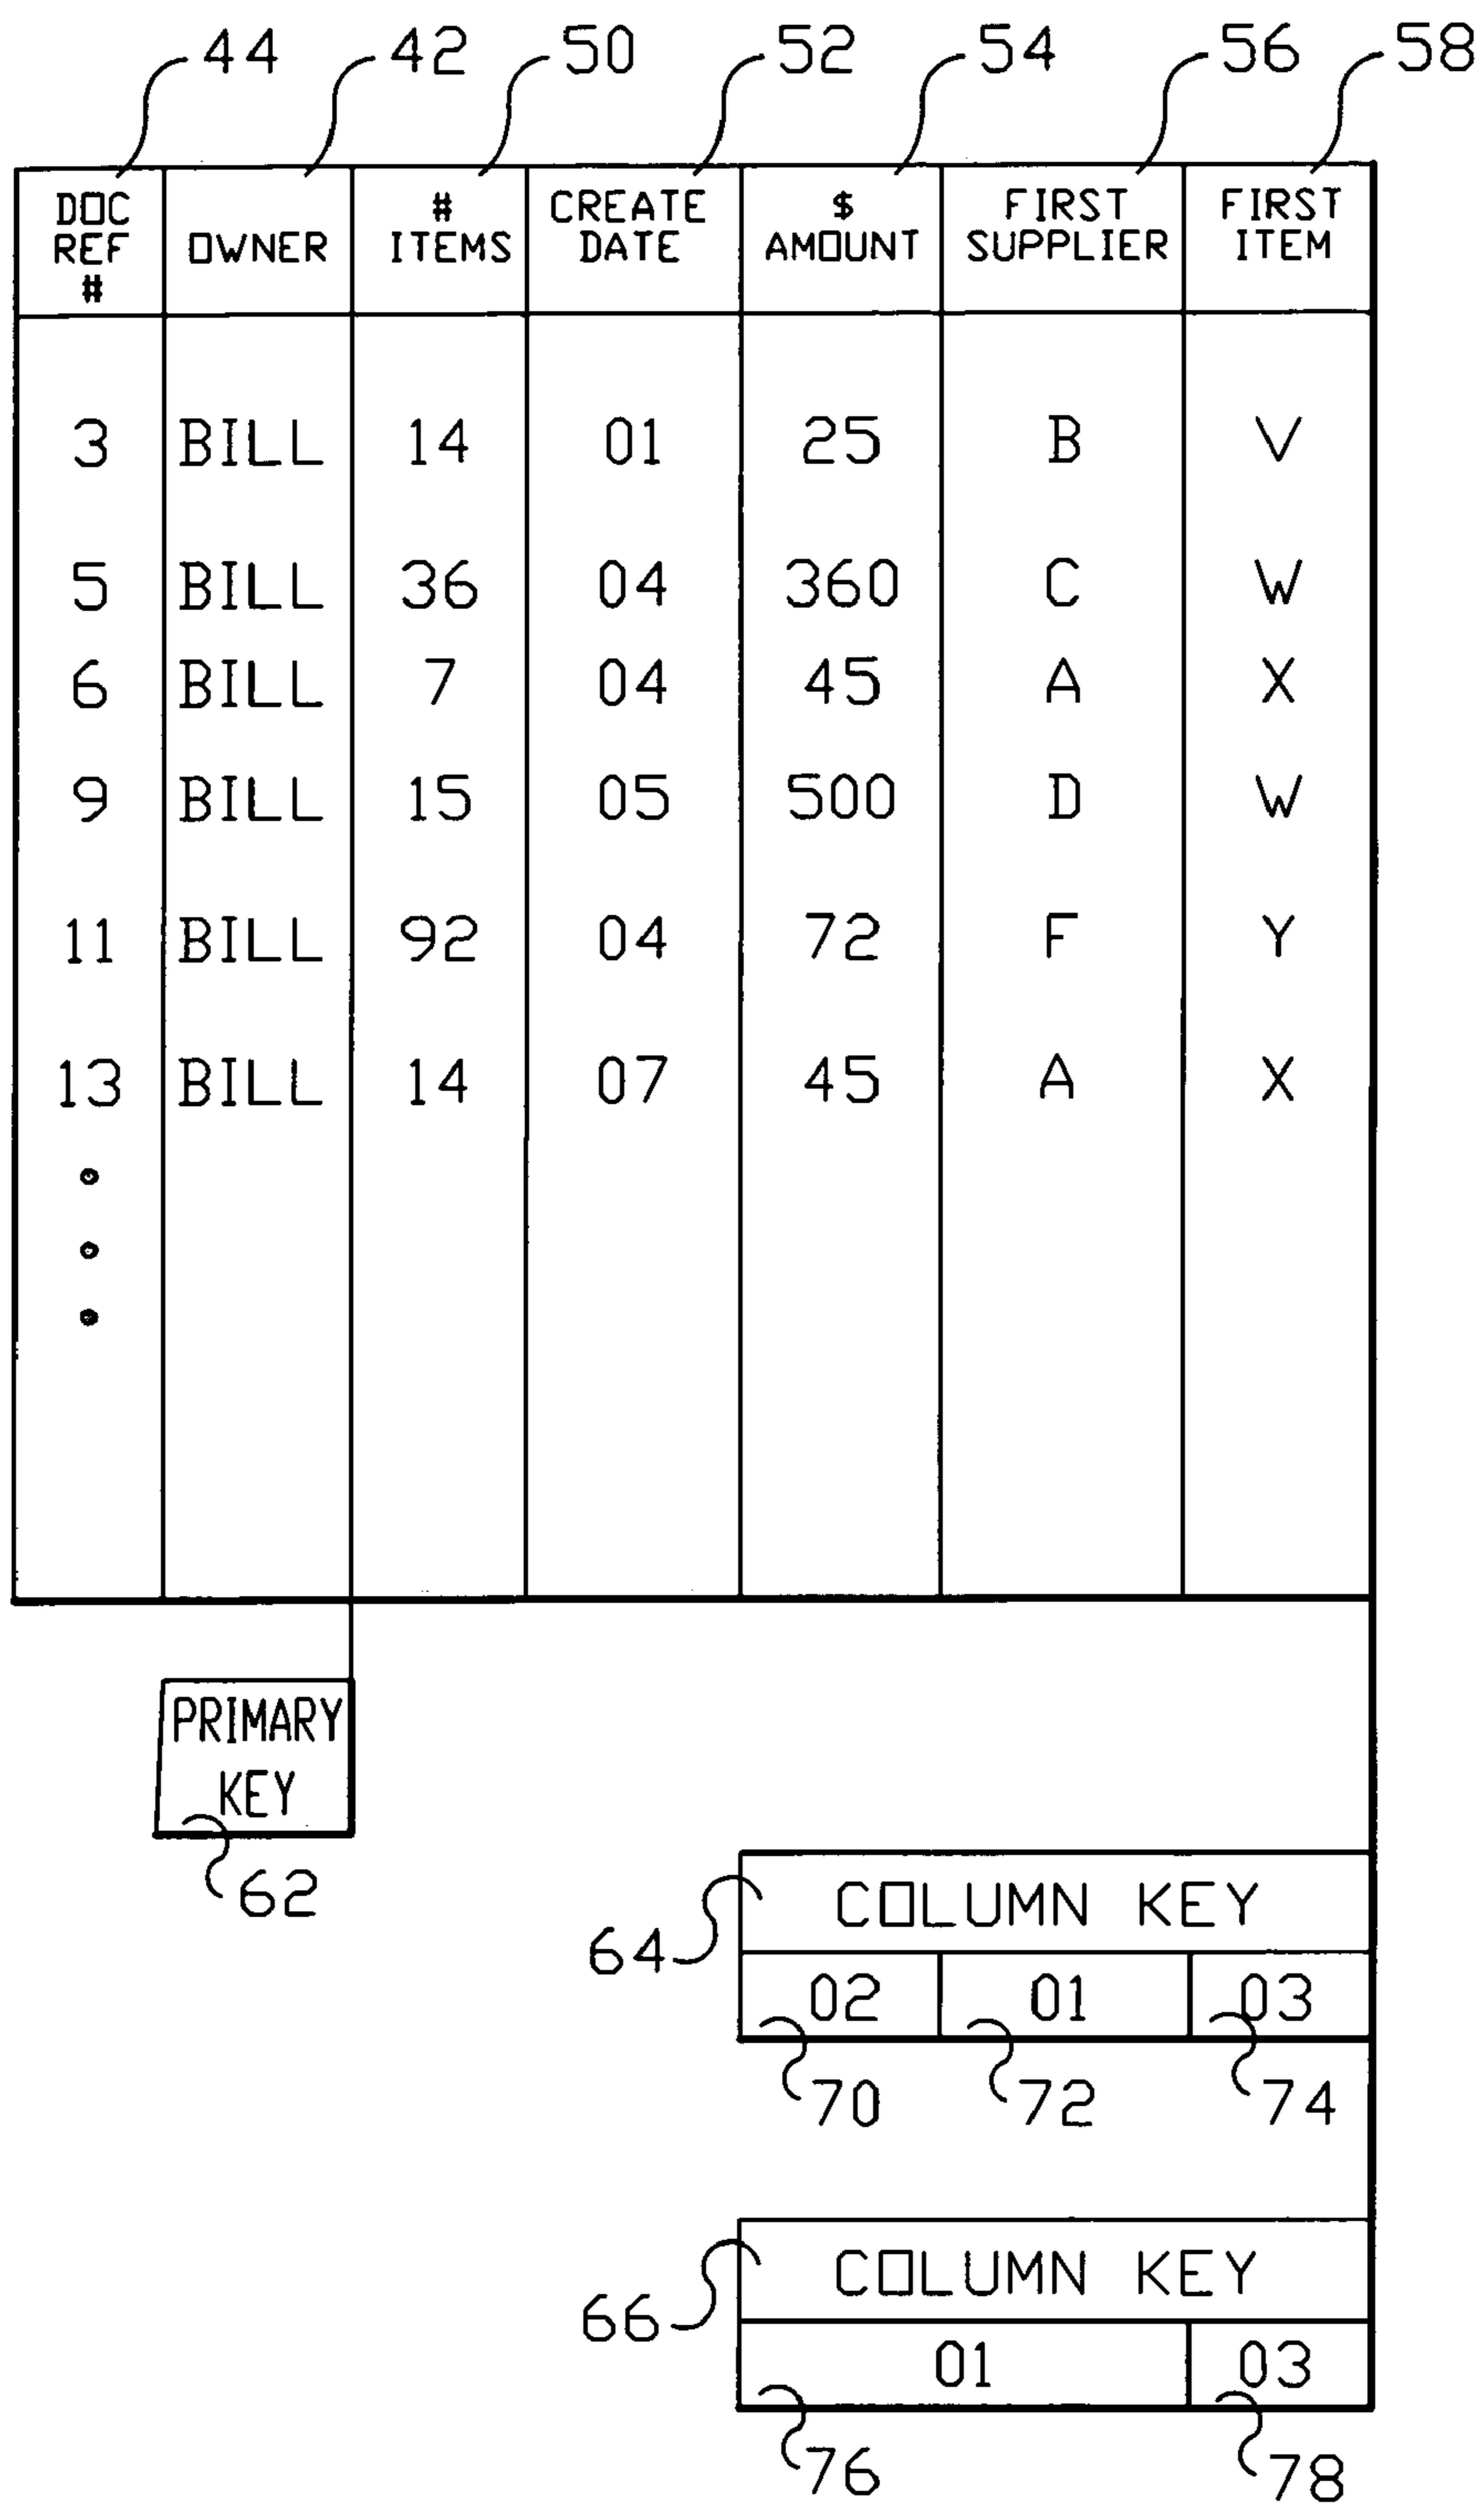 44 42 50 52 54 56 58
DOC # CREATE $ FIRST FIRST
REF OWNER ITEMS DATE AMOUNT SUPPLIER ITEM
#
3 BILL 14 01 25 B V
5 BILL 36 04 360 C W
6 BILL 7 04 45 A X
9 BILL 15 05 500 D W
11 BILL 92 04 72 F Y
13 BILL 14 07 45 A X
PRIMARY
KEY
62
COLUMN KEY
64
02 01 03
70 72 74
COLUMN KEY
66
01 03
76 78